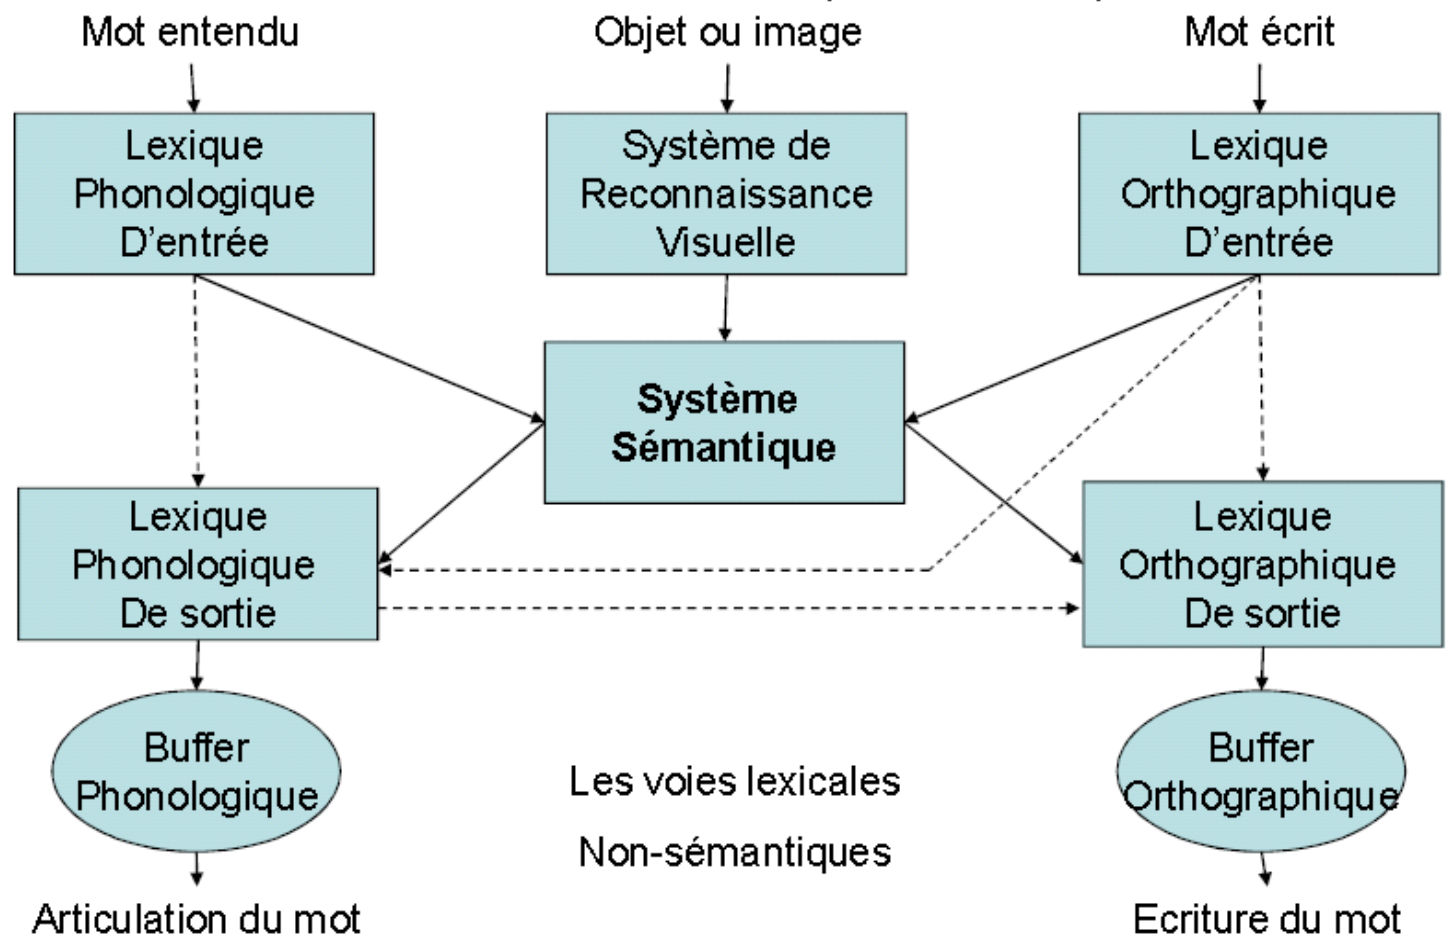 Mot entendu
Objet ou image
Mot écrit
Lexique
Phonologique
D'entrée
Système de
Reconnaissance
Visuelle
Lexique
Orthographique
D'entrée
Système
Sémantique
Lexique
Phonologique
De sortie
Lexique
Orthographique
De sortie
Buffer
Phonologique
Buffer
Orthographique
Les voies lexicales
Non-sémantiques
Articulation du mot
Ecriture du mot